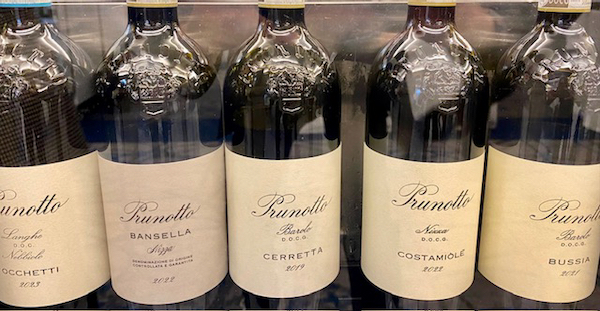 Prunotto
Langhe
D.O.C.
Nebbiolo
OCCHETTI
2023
Prunotto
BANSELLA
Nizza
DENOMINAZIONE DI ORIGINE
CONTROLLATA E GARANTITA
2022
Prunotto
Barolo
D.O.C.G.
CERRETTA
2019
Prunotto
Nizza
D.O.C.G.
COSTAMIÒLE
2022
Prunotto
Barolo
D.O.C.G.
BUSSIA
2021